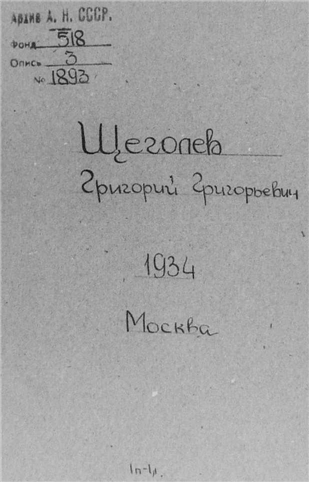 Архив А. Н. СССР.
Фонд 518
Опись 3
№ 1893
Щеголев
Григорий Григорьевич
1934
Москва